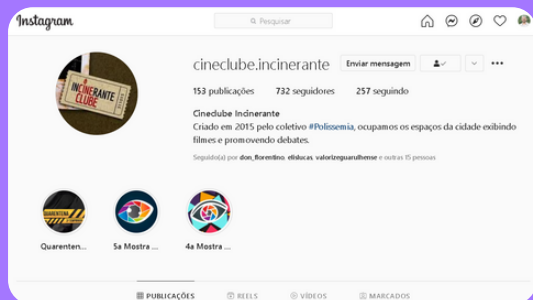 Instagram
Pesquisar
cineclube.incinerante
Enviar mensagem
153 publicações 732 seguidores 257 seguindo
Cineclube Incinerante
Criado em 2015 pelo coletivo #Polissemia, ocupamos os espaços da cidade exibindo
filmes e promovendo debates.
Seguido(a) por don_florentino, elislucas, valorizeguarulhense e outras 15 pessoas
INCINERANTE
CLUBE
QUARENTENA
Quarenten...
5a Mostra ...
4a Mostra ...
PUBLICAÇÕES
REELS
VÍDEOS
MARCADOS